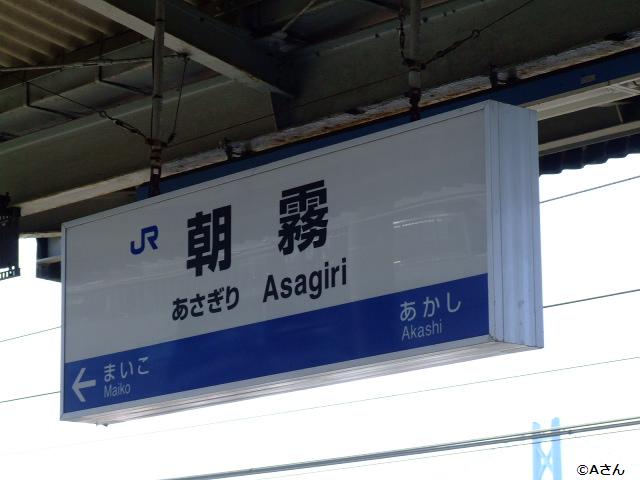 JR 朝霧
あさぎり Asagiri
まいこ
Maiko
あかし
Akashi
©Aさん